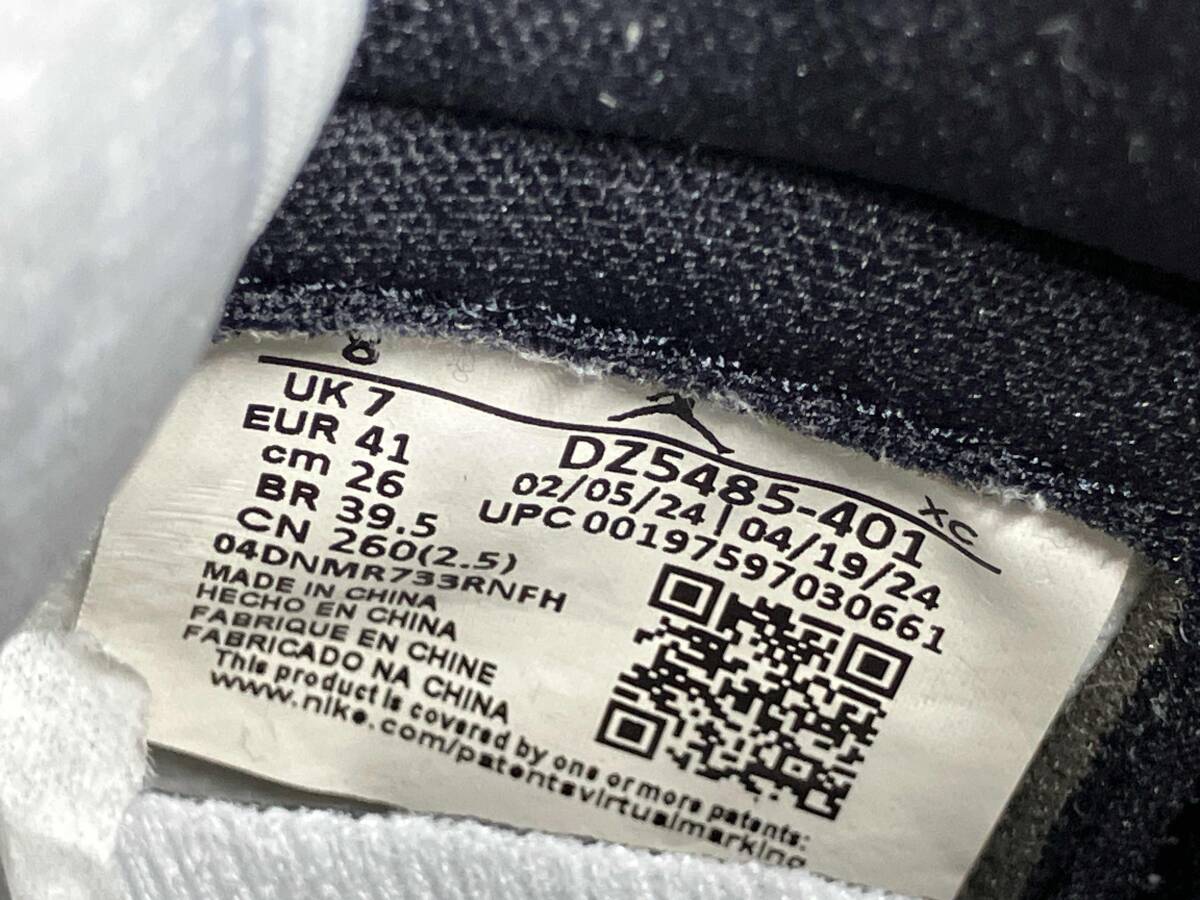 8
UK 7
EUR 41
cm 26
BR 39.5
CN 260(2.5)
04DNMR733RNFH
MADE IN CHINA
HECHO EN CHINA
FABRIQUE EN CHINE
FABRICADO NA CHINA
This product is covered by one or more patents:
www.nike.com/patentsvirtualmarking
XC
DZ5485-401
02/05/24 | 04/19/24
UPC 00197597030661